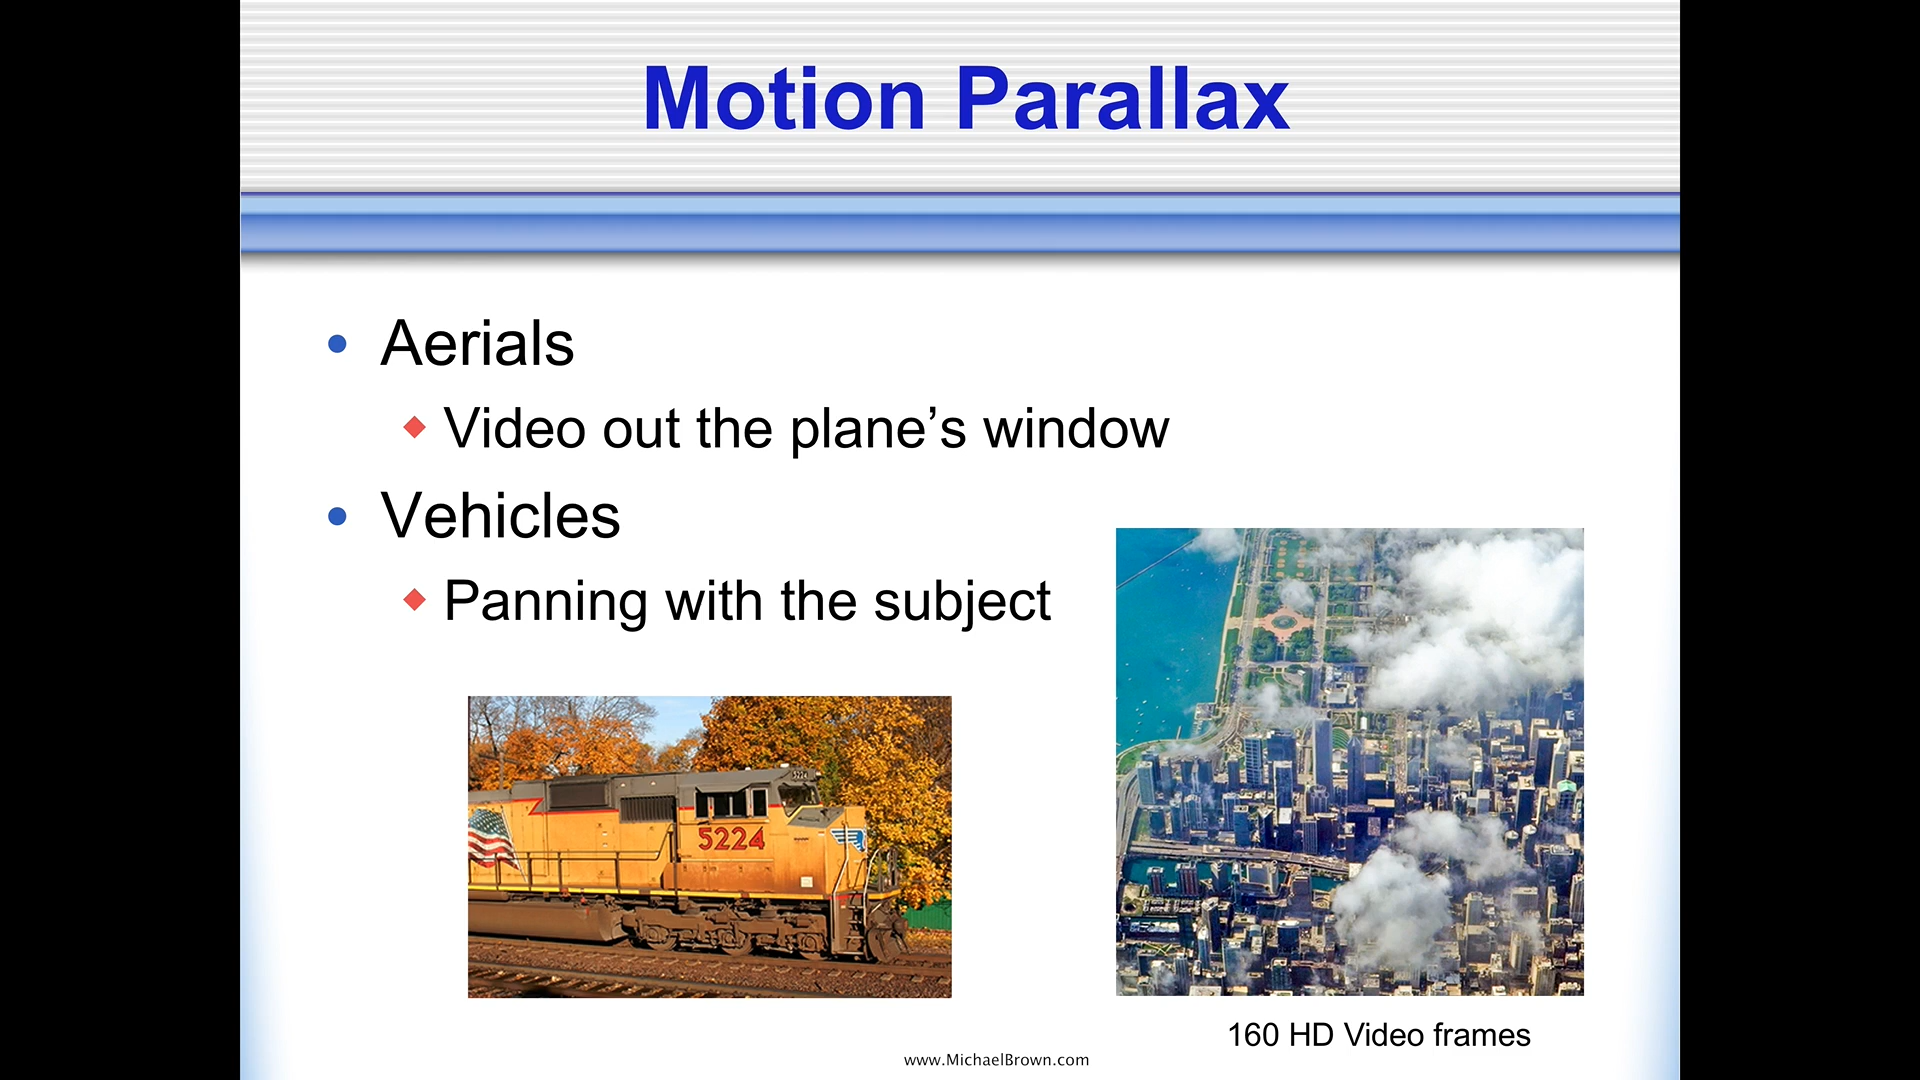 Motion Parallax
Aerials
Video out the plane’s window
Vehicles
Panning with the subject
5224
5224
160 HD Video frames
www.MichaelBrown.com